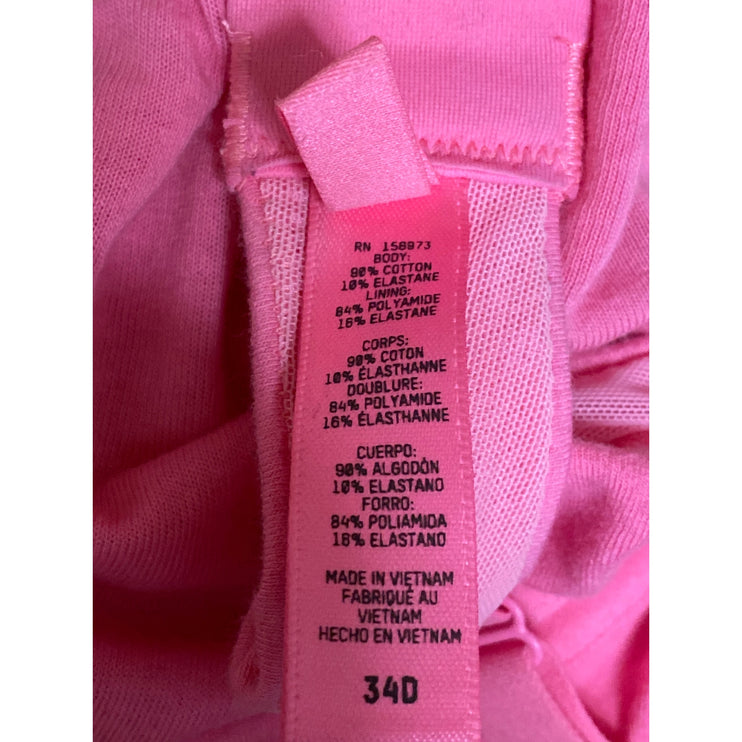 RN 158973
BODY:
90% COTTON
10% ELASTANE
LINING:
84% POLYAMIDE
16% ELASTANE
CORPS:
90% COTON
10% ÉLASTHANNE
DOUBLURE:
84% POLYAMIDE
16% ÉLASTHANNE
CUERPO:
90% ALGODÓN
10% ELASTANO
FORRO:
84% POLIAMIDA
16% ELASTANO
MADE IN VIETNAM
FABRIQUÉ AU
VIETNAM
HECHO EN VIETNAM
34D